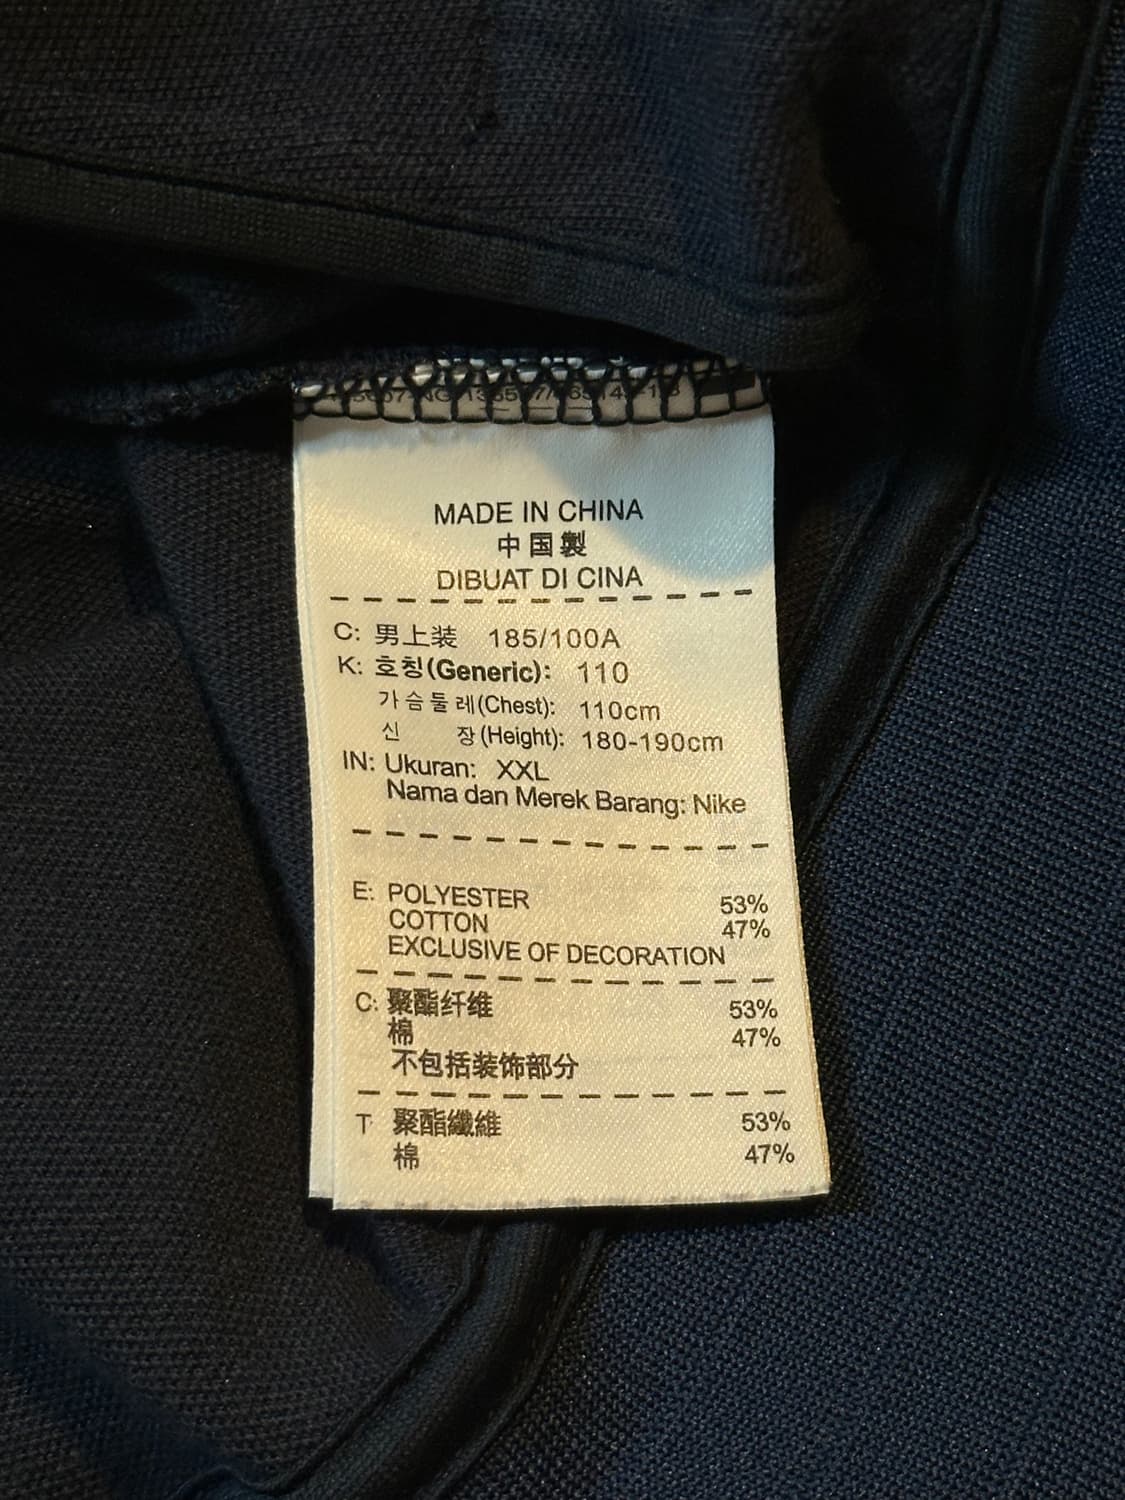 MADE IN CHINA
中国製
DIBUAT DI CINA
C: 男上装 185/100A
K: 호칭(Generic): 110
가슴둘레(Chest): 110cm
신 장(Height): 180-190cm
IN: Ukuran: XXL
Nama dan Merek Barang: Nike
E: POLYESTER 53%
COTTON 47%
EXCLUSIVE OF DECORATION
C: 聚酯纤维 53%
棉 47%
不包括装饰部分
T: 聚酯纖維 53%
棉 47%